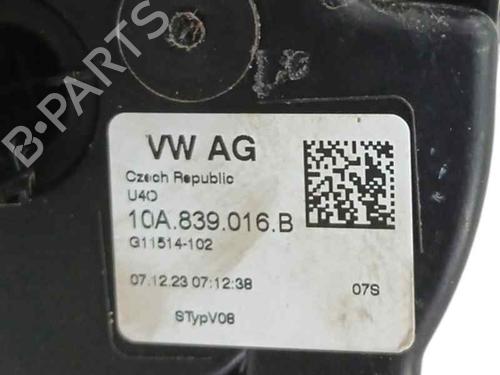 B-PARTS
VW AG
Czech Republic
U4O
10A.839.016.B
G11514-102
07.12.23 07:12:38
07S
STypV08